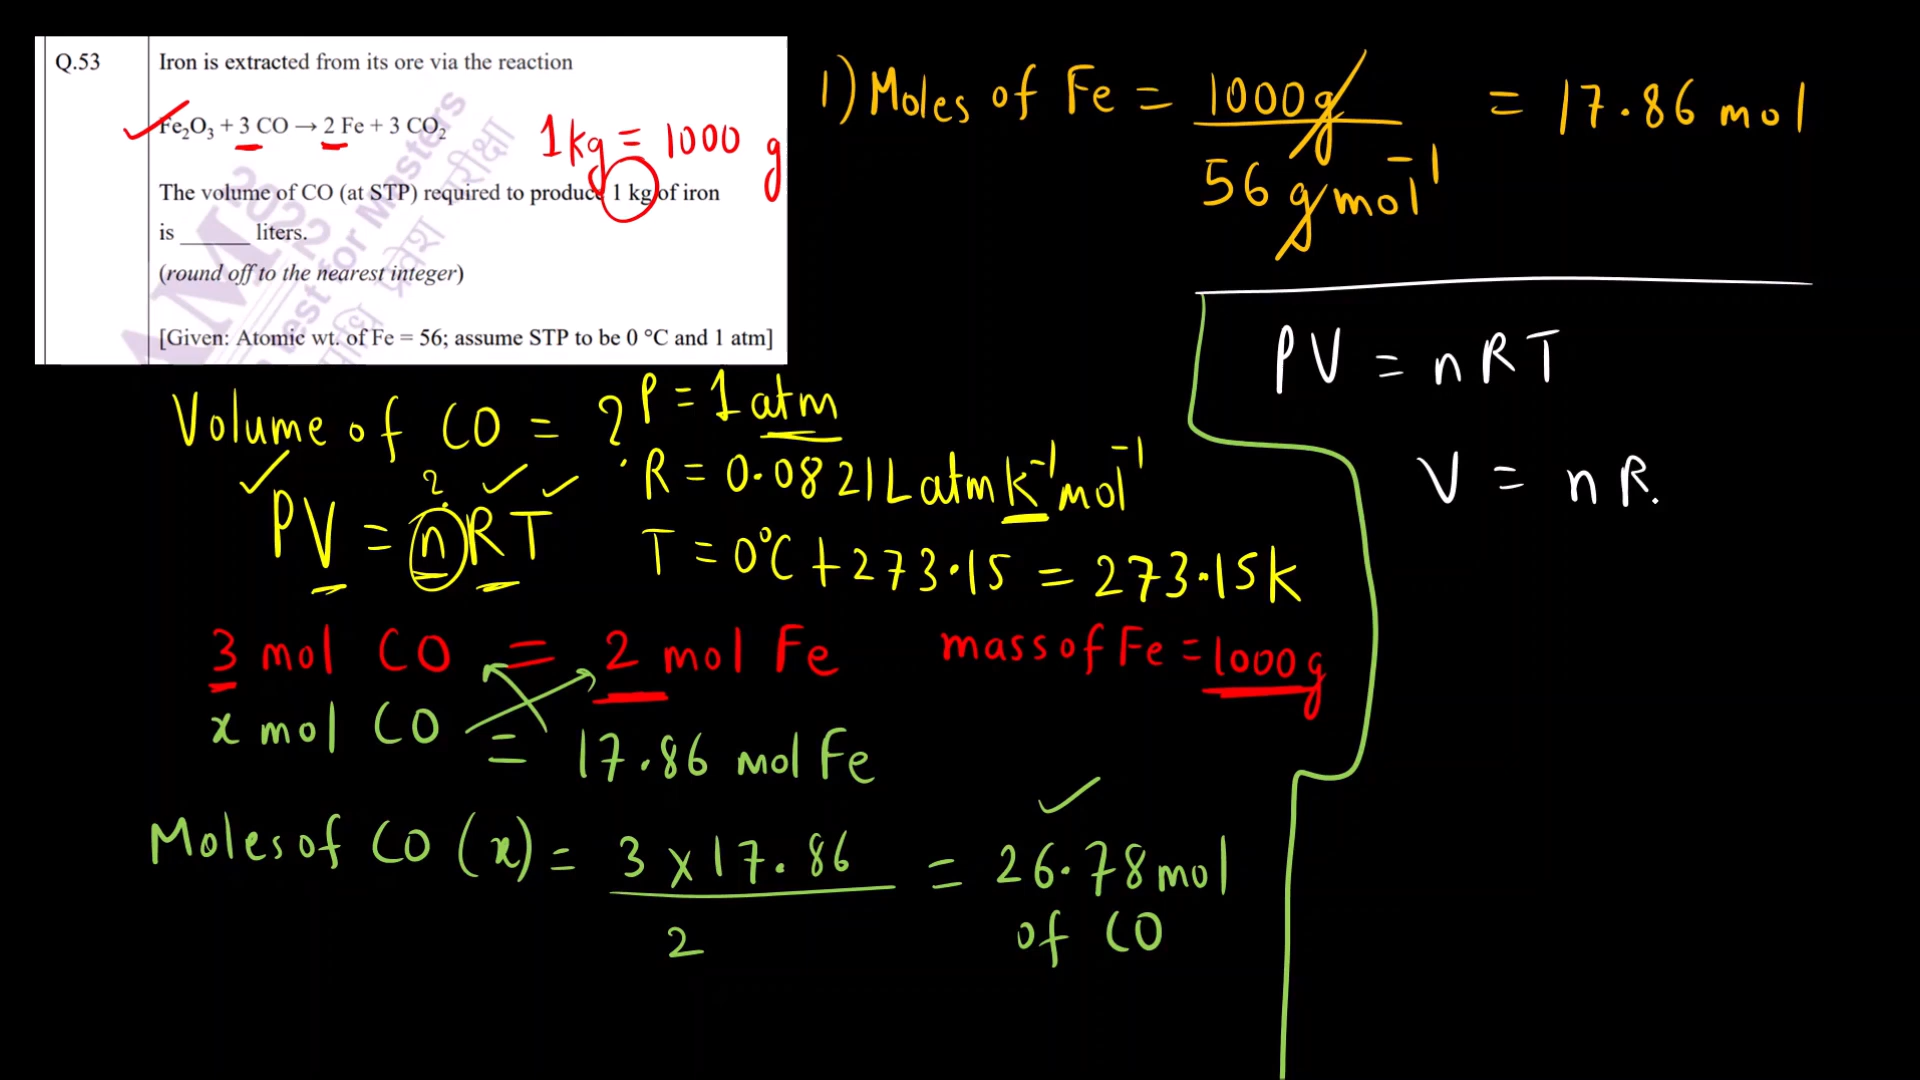 Q.53
Iron is extracted from its ore via the reaction
Fe₂O₃ + 3 CO → 2 Fe + 3 CO₂
1kg = 1000 g
The volume of CO (at STP) required to produce 1 kg of iron
is ______ liters.
(round off to the nearest integer)
[Given: Atomic wt. of Fe = 56; assume STP to be 0 °C and 1 atm]
2022
Test for Masters
प्रवेश परीक्षा
1) Moles of Fe = 1000g / 56 g mol⁻¹ = 17.86 mol
Volume of CO = ?
P = 1 atm
PV = nRT
?
R = 0.0821 L atm k⁻¹ mol⁻¹
T = 0°C + 273.15 = 273.15k
3 mol CO = 2 mol Fe
mass of Fe = 1000g
x mol CO = 17.86 mol Fe
Moles of CO (x) = 3 x 17.86 / 2 = 26.78 mol
of CO
PV = nRT
V = nR.